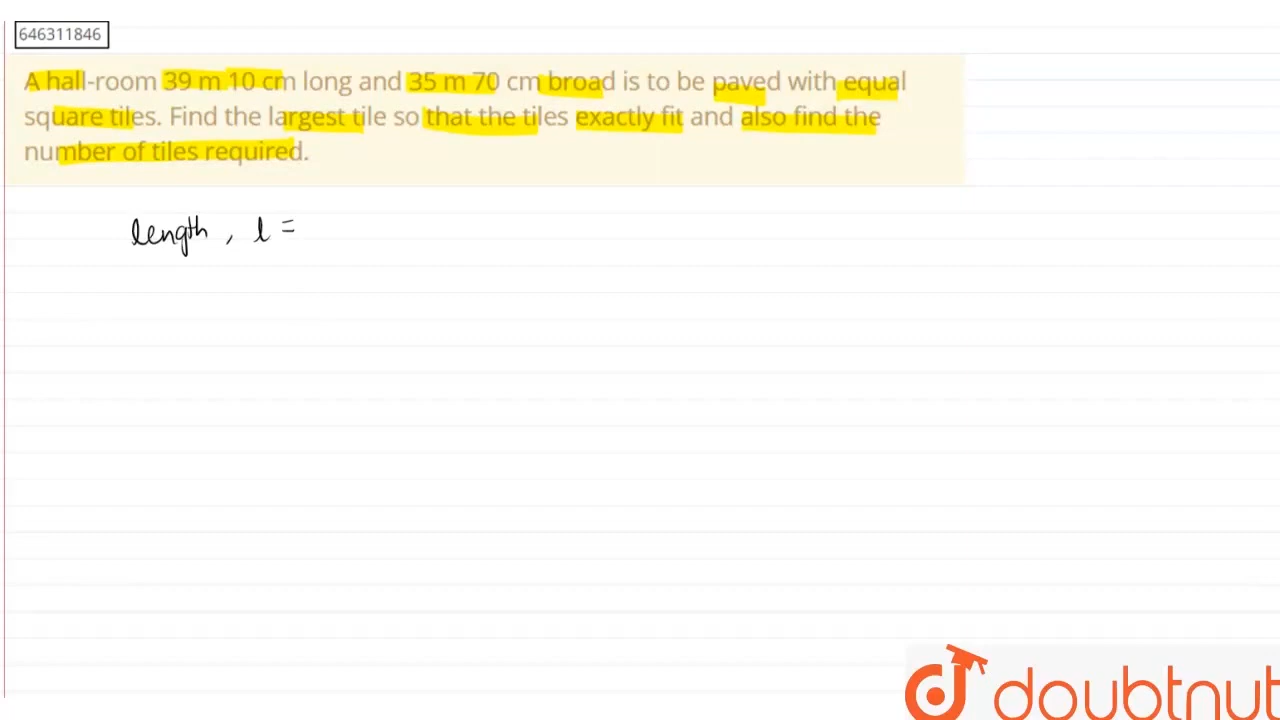 646311846
A hall-room 39 m 10 cm long and 35 m 70 cm broad is to be paved with equal
square tiles. Find the largest tile so that the tiles exactly fit and also find the
number of tiles required.
length, l =
doubtnut